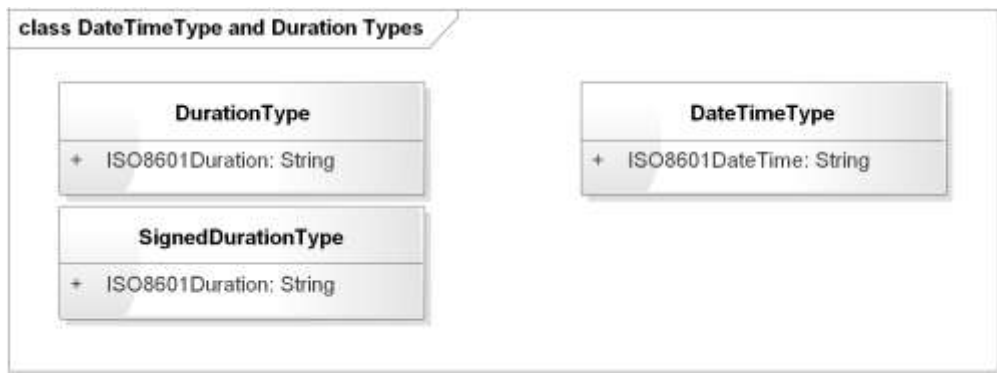 class DateTimeType and Duration Types
DurationType
+ ISO8601Duration: String
DateTimeType
+ ISO8601DateTime: String
SignedDurationType
+ ISO8601Duration: String